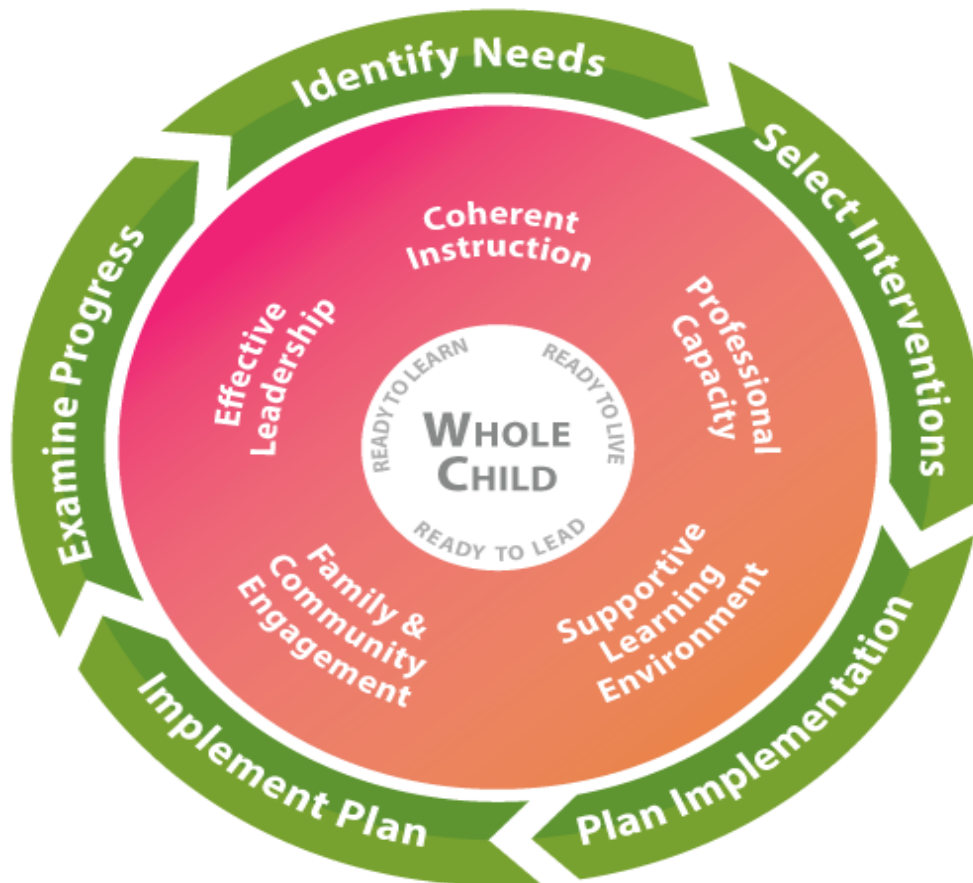 Identify Needs
Select Interventions
Plan Implementation
Implement Plan
Examine Progress
Coherent
Instruction
Professional
Capacity
Supportive
Learning
Environment
Family &
Community
Engagement
Effective
Leadership
READY TO LEARN
READY TO LIVE
READY TO LEAD
WHOLE
CHILD